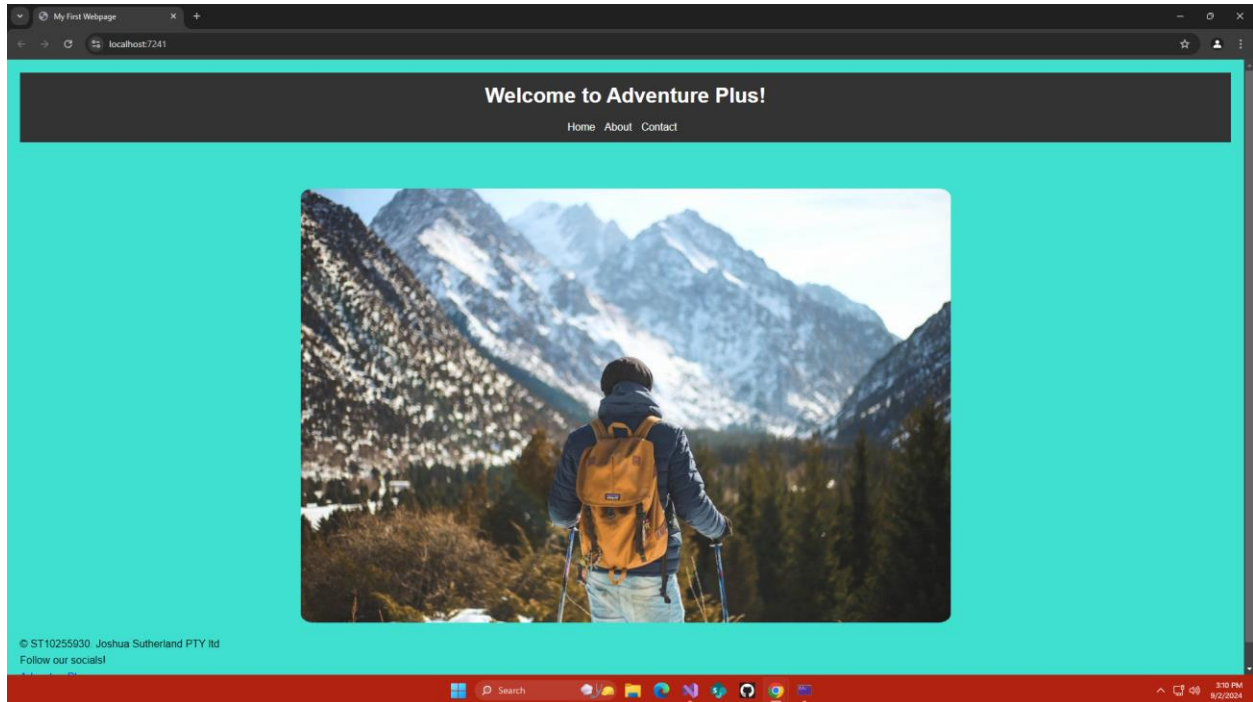 My First Webpage
localhost:7241
Welcome to Adventure Plus!
Home About Contact
© ST10255930. Joshua Sutherland PTY ltd
Follow our socials!
Search
3:10 PM
9/2/2024